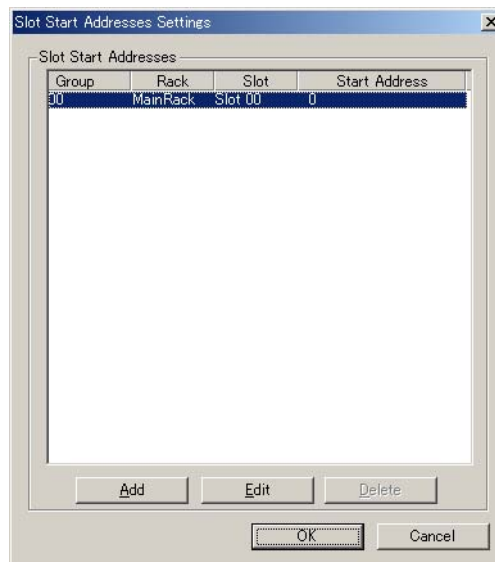 Slot Start Addresses Settings
Slot Start Addresses
Group Rack Slot Start Address
00 MainRack Slot 00 0
Add Edit Delete
OK Cancel